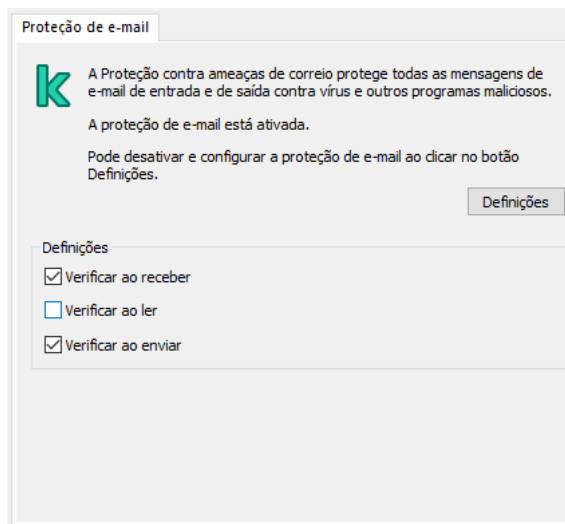 Proteção de e-mail
A Proteção contra ameaças de correio protege todas as mensagens de
e-mail de entrada e de saída contra vírus e outros programas maliciosos.
A proteção de e-mail está ativada.
Pode desativar e configurar a proteção de e-mail ao clicar no botão
Definições.
Definições
Definições
Verificar ao receber
Verificar ao ler
Verificar ao enviar